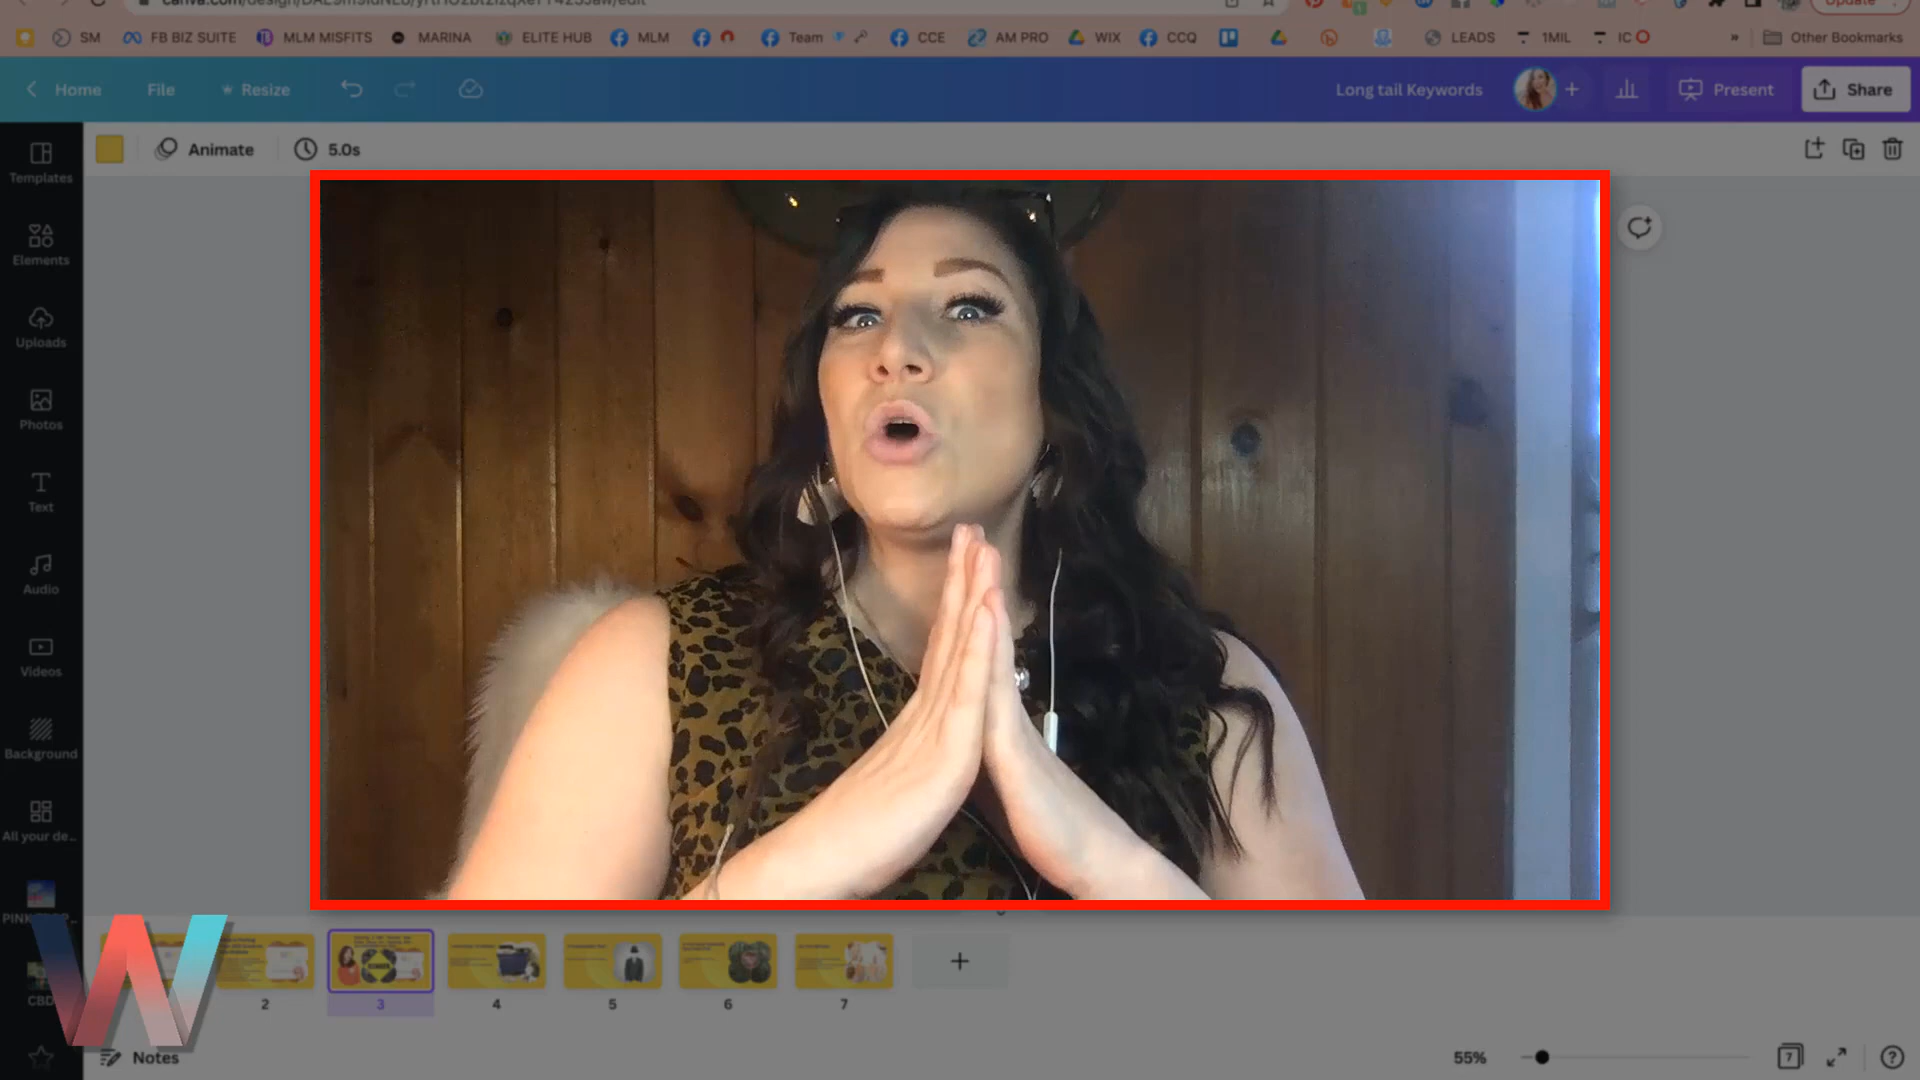 Update
SM
FB BIZ SUITE
MLM MISFITS
MARINA
ELITE HUB
MLM
Team
CCE
AM PRO
WIX
CCQ
LEADS
1MIL
IC
»
Other Bookmarks
Home
File
Resize
Long tail Keywords
+
Present
Share
Animate
5.0s
Templates
Elements
Uploads
Photos
Text
Audio
Videos
Background
All your de...
W
2
3
4
5
6
7
+
Notes
55%
7
?